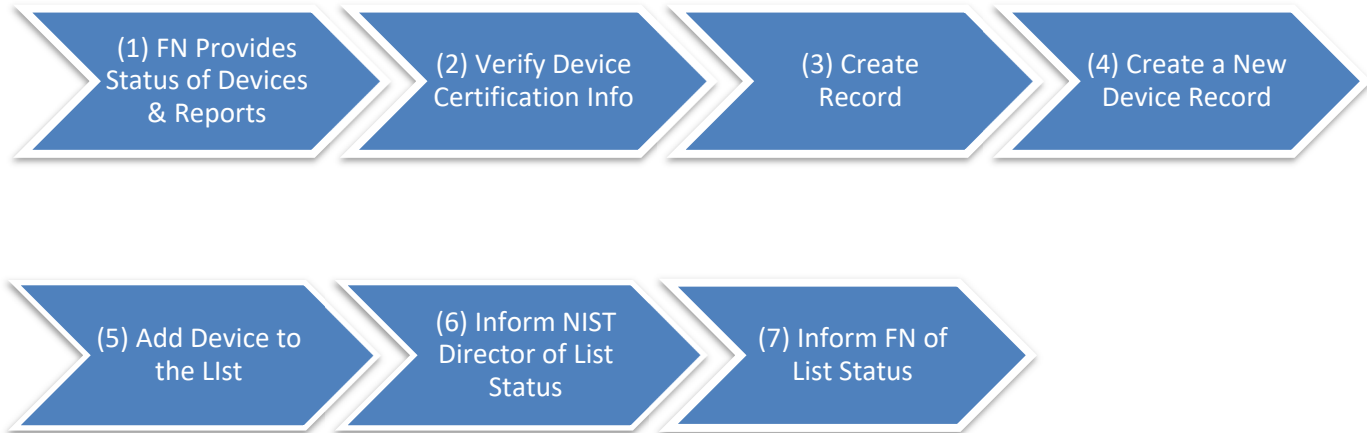 (1) FN Provides
Status of Devices
& Reports
(2) Verify Device
Certification Info
(3) Create
Record
(4) Create a New
Device Record
(5) Add Device to
the LIst
(6) Inform NIST
Director of List
Status
(7) Inform FN of
List Status